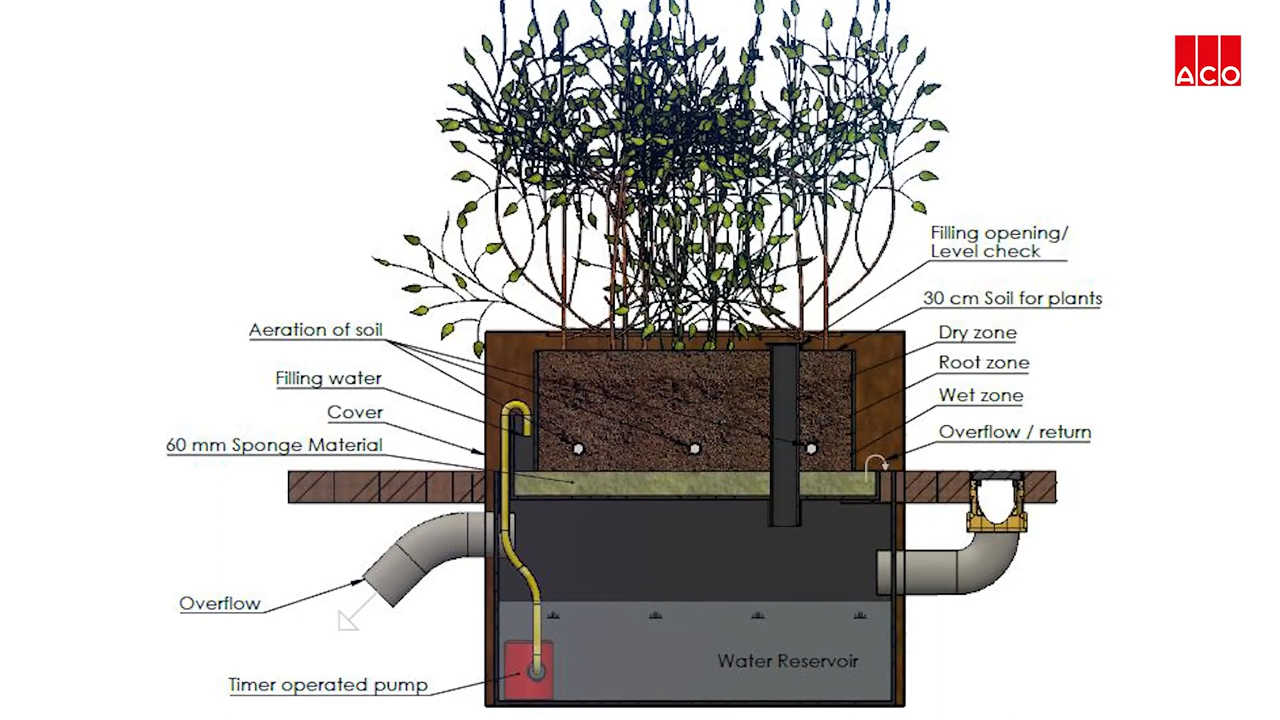 ACO
Filling opening/
Level check
30 cm Soil for plants
Aeration of soil
Dry zone
Root zone
Filling water
Wet zone
Cover
Overflow / return
60 mm Sponge Material
Overflow
Water Reservoir
Timer operated pump